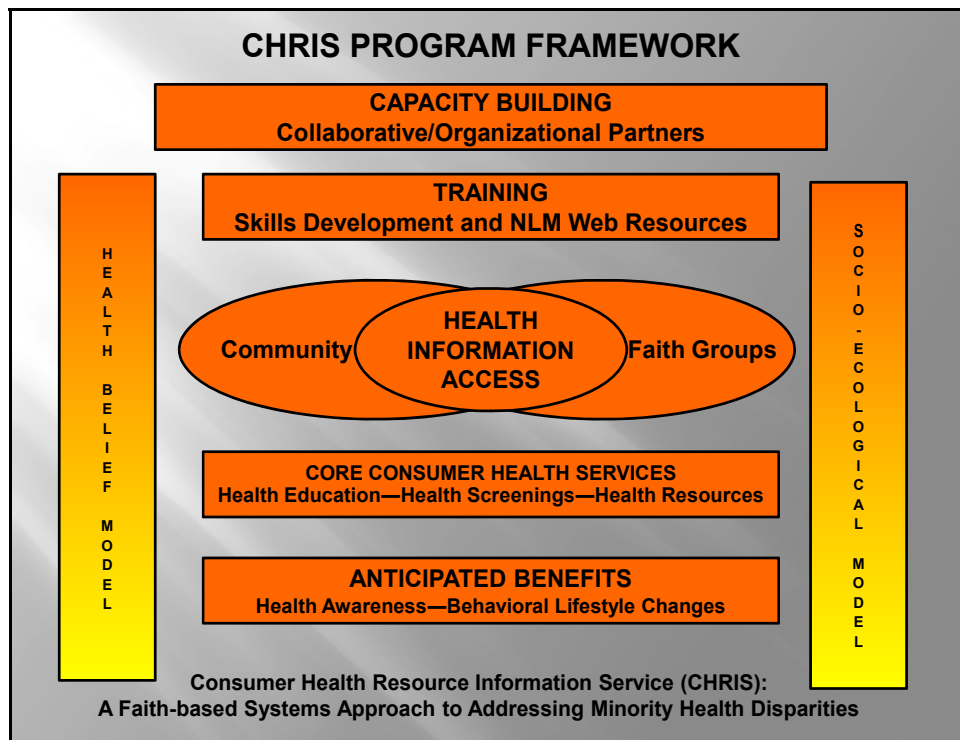 CHRIS PROGRAM FRAMEWORK
CAPACITY BUILDING
Collaborative/Organizational Partners
TRAINING
Skills Development and NLM Web Resources
HEALTH BELIEF MODEL
Community
HEALTH
INFORMATION
ACCESS
Faith Groups
SOCIO-ECOLOGICAL MODEL
CORE CONSUMER HEALTH SERVICES
Health Education—Health Screenings—Health Resources
ANTICIPATED BENEFITS
Health Awareness—Behavioral Lifestyle Changes
Consumer Health Resource Information Service (CHRIS):
A Faith-based Systems Approach to Addressing Minority Health Disparities